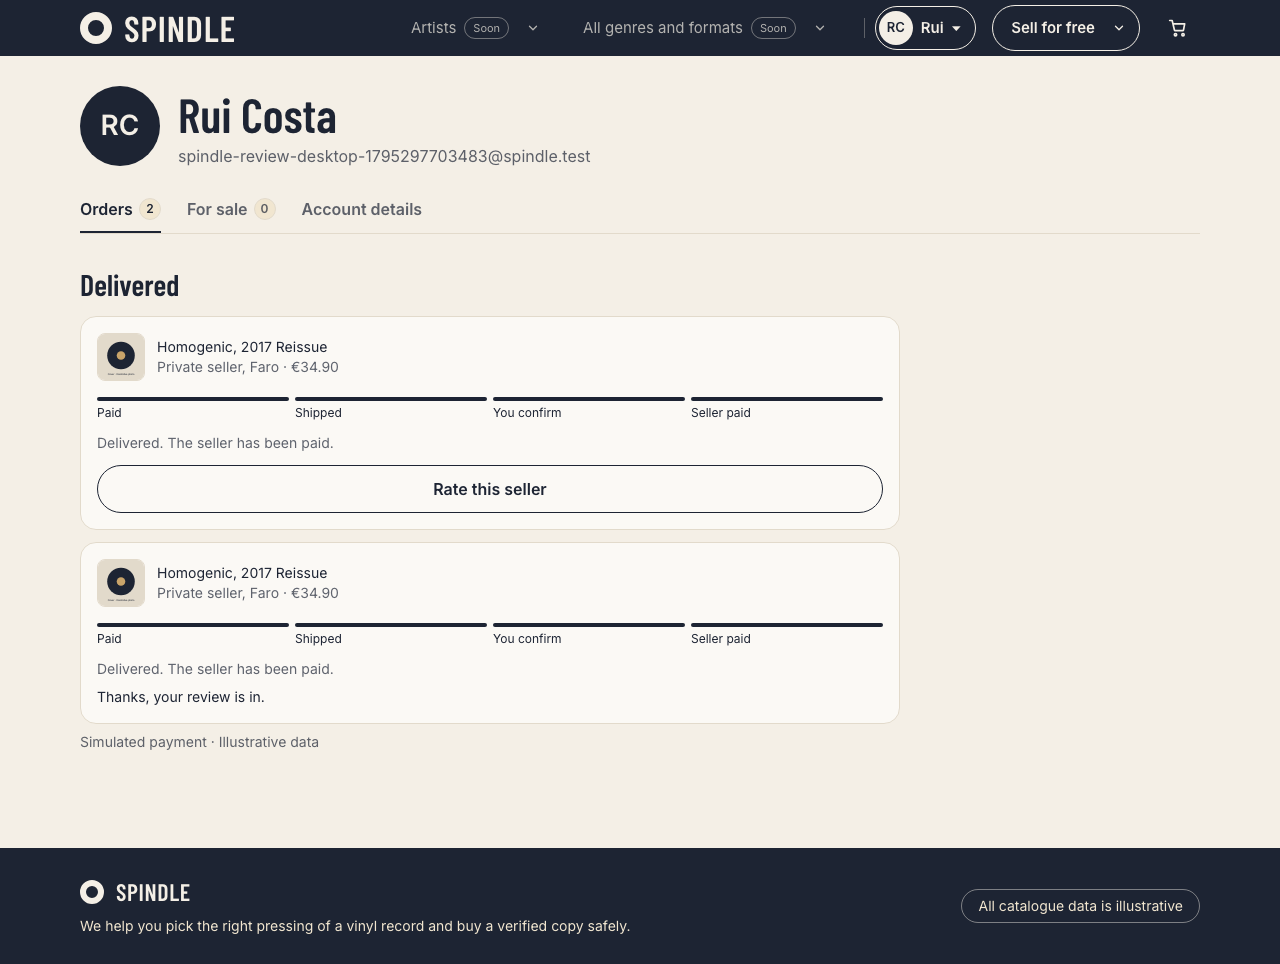 SPINDLE
Artists Soon
All genres and formats Soon
RC Rui
Sell for free
RC
Rui Costa
spindle-review-desktop-1795297703483@spindle.test
Orders 2
For sale 0
Account details
Delivered
Homogenic, 2017 Reissue
Private seller, Faro · €34.90
Paid
Shipped
You confirm
Seller paid
Delivered. The seller has been paid.
Rate this seller
Homogenic, 2017 Reissue
Private seller, Faro · €34.90
Paid
Shipped
You confirm
Seller paid
Delivered. The seller has been paid.
Thanks, your review is in.
Simulated payment · Illustrative data
SPINDLE
We help you pick the right pressing of a vinyl record and buy a verified copy safely.
All catalogue data is illustrative